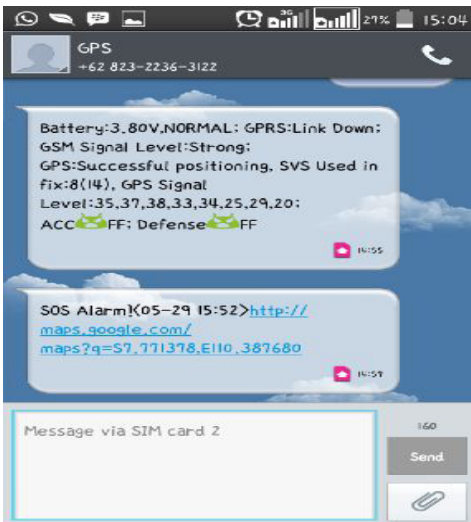 27% 15:04
GPS
+62 823-2236-3122
Battery:3.80V,NORMAL; GPRS:Link Down;
GSM Signal Level:Strong;
GPS:Successful positioning, SVS Used in
fix:8(14), GPS Signal
Level:35,37,38,33,34,25,29,20;
ACC FF; Defense FF
14:55
SOS Alarm!(05-29 15:52)http://
maps.google.com/
maps?q=S7.771378,E110.387680
14:57
Message via SIM card 2
160
Send